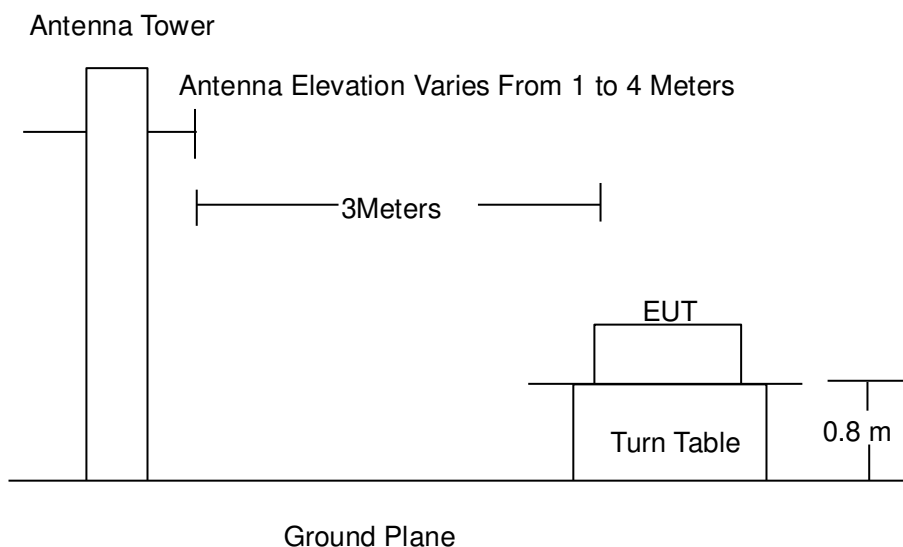 Antenna Tower
Antenna Elevation Varies From 1 to 4 Meters
3Meters
EUT
Turn Table
0.8 m
Ground Plane